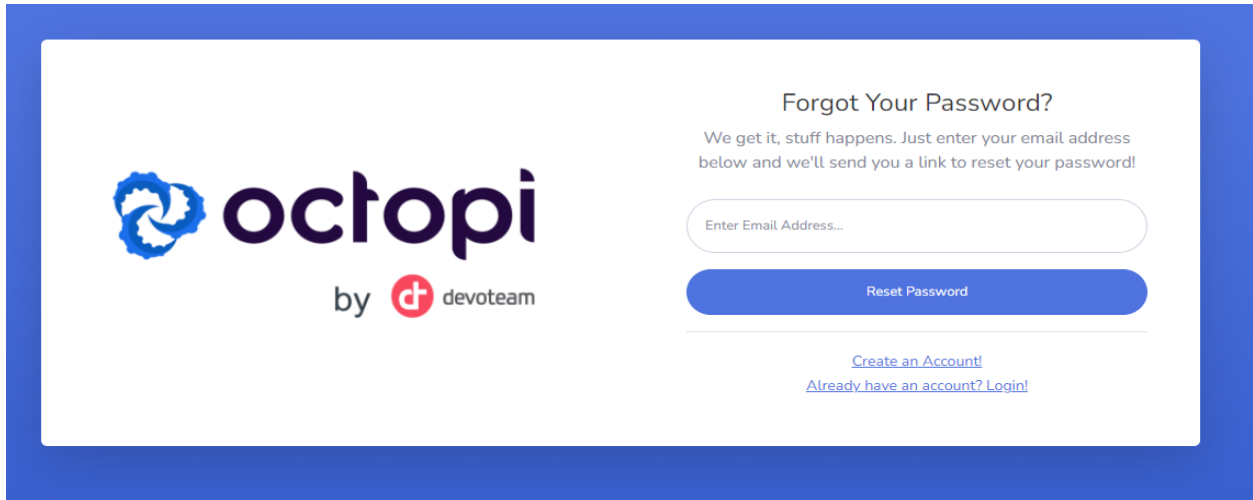 octopi
by devoteam
Forgot Your Password?
We get it, stuff happens. Just enter your email address
below and we'll send you a link to reset your password!
Enter Email Address...
Reset Password
Create an Account!
Already have an account? Login!